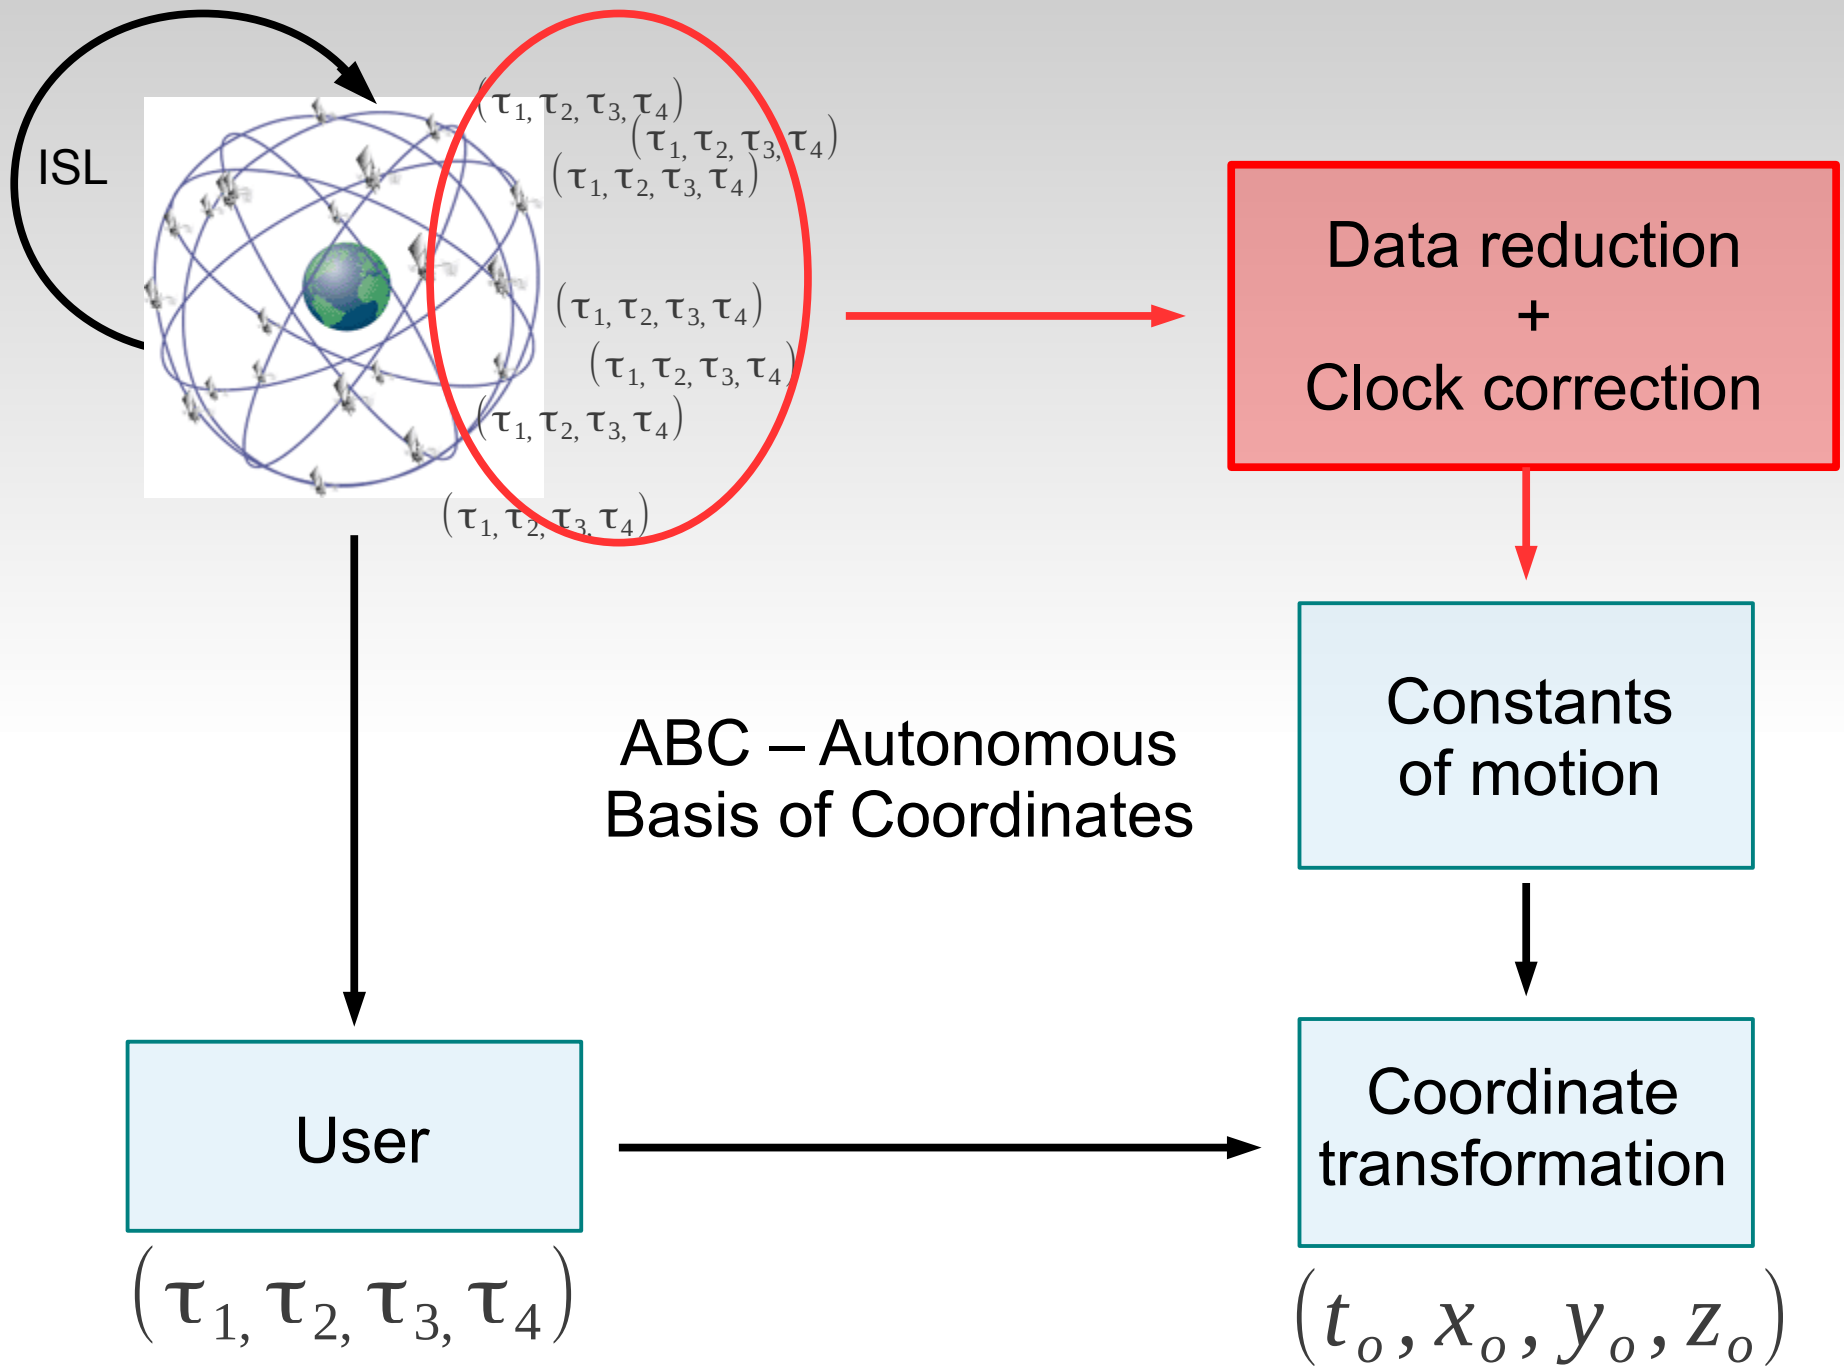 ISL
(τ₁, τ₂, τ₃, τ₄)
(τ₁, τ₂, τ₃, τ₄)
(τ₁, τ₂, τ₃, τ₄)
(τ₁, τ₂, τ₃, τ₄)
(τ₁, τ₂, τ₃, τ₄)
(τ₁, τ₂, τ₃, τ₄)
(τ₁, τ₂, τ₃, τ₄)
Data reduction
+
Clock correction
Constants
of motion
ABC – Autonomous
Basis of Coordinates
User
(τ₁, τ₂, τ₃, τ₄)
Coordinate
transformation
(tₒ, xₒ, yₒ, zₒ)